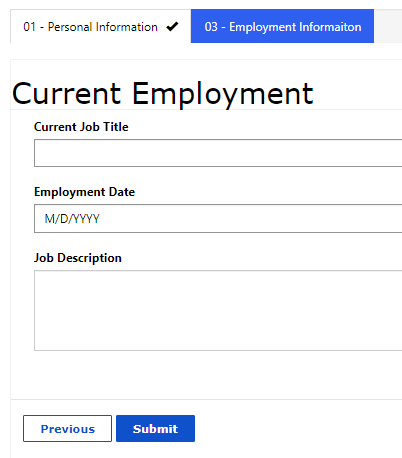 01 - Personal Information ✔ 03 - Employment Informaiton
Current Employment
Current Job Title
Employment Date
M/D/YYYY
Job Description
Previous Submit